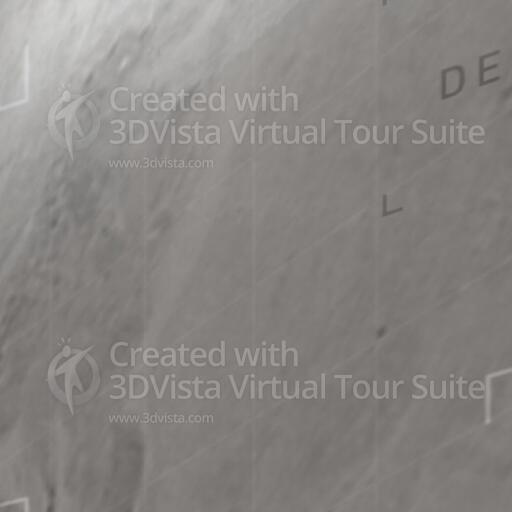 DE
Created with
3DVista Virtual Tour Suite
www.3dvista.com
L
Created with
3DVista Virtual Tour Suite
www.3dvista.com